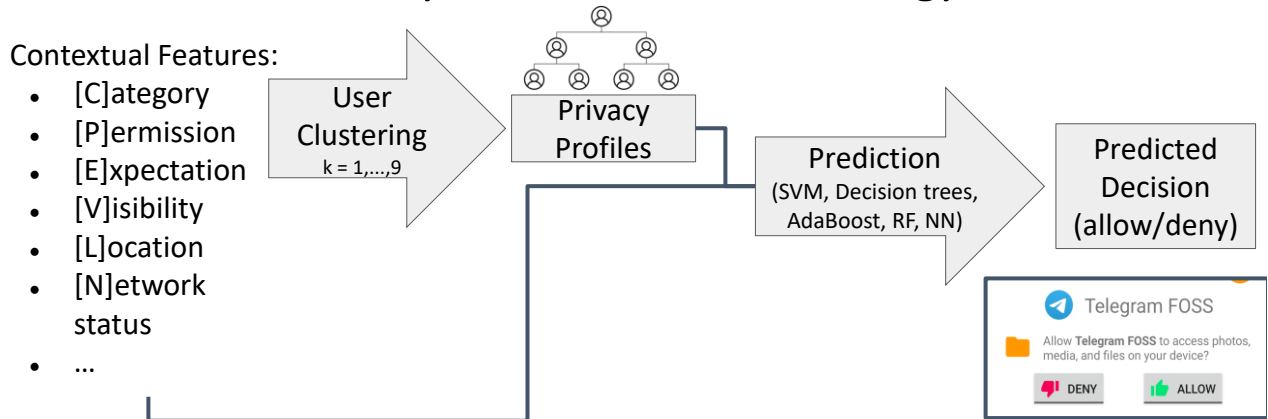 Contextual Features:
• [C]ategory
• [P]ermission
• [E]xpectation
• [V]isibility
• [L]ocation
• [N]etwork
status
• ...
User
Clustering
k = 1,...,9
Privacy
Profiles
Prediction
(SVM, Decision trees,
AdaBoost, RF, NN)
Predicted
Decision
(allow/deny)
Telegram FOSS
Allow Telegram FOSS to access photos,
media, and files on your device?
DENY
ALLOW